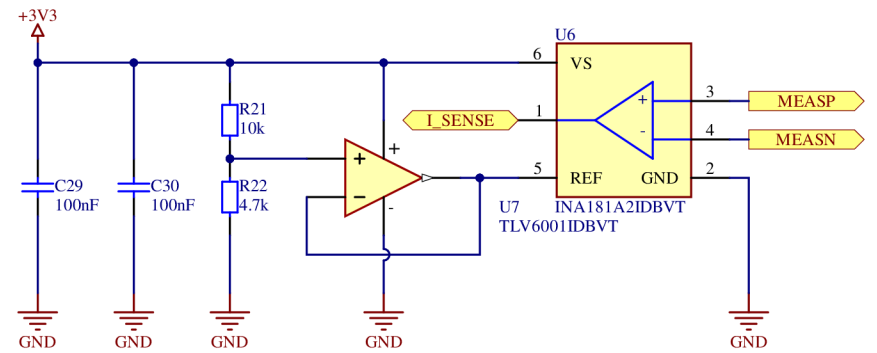 +3V3
U6
6
VS
R21
10k
3
MEASP
+
1
I_SENSE
-
4
MEASN
+
+
C29
100nF
C30
100nF
R22
4.7k
-
-
5
REF
GND
2
U7
INA181A2IDBVT
TLV6001IDBVT
GND
GND
GND
GND
GND